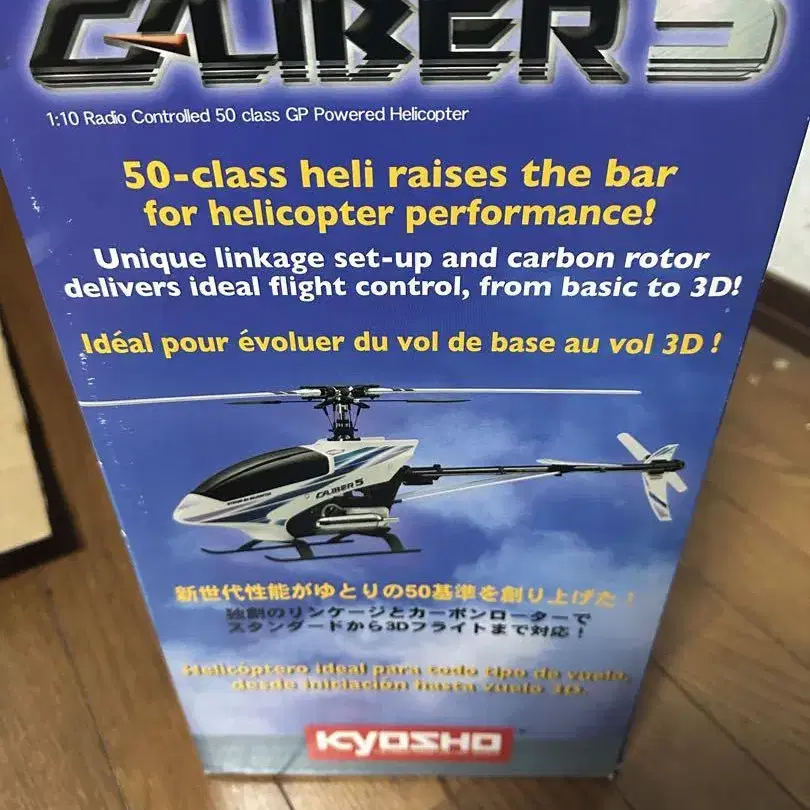 CALIBER 5
1:10 Radio Controlled 50 class GP Powered Helicopter
50-class heli raises the bar
for helicopter performance!
Unique linkage set-up and carbon rotor
delivers ideal flight control, from basic to 3D!
Idéal pour évoluer du vol de base au vol 3D !
CALIBER 5
新世代性能がゆとりの50基準を創り上げた！
独創のリンケージとカーボンローターで
スタンダードから3Dフライトまで対応！
Helicóptero ideal para todo tipo de vuelo,
desde iniciación hasta vuelo 3D.
KYOSHO